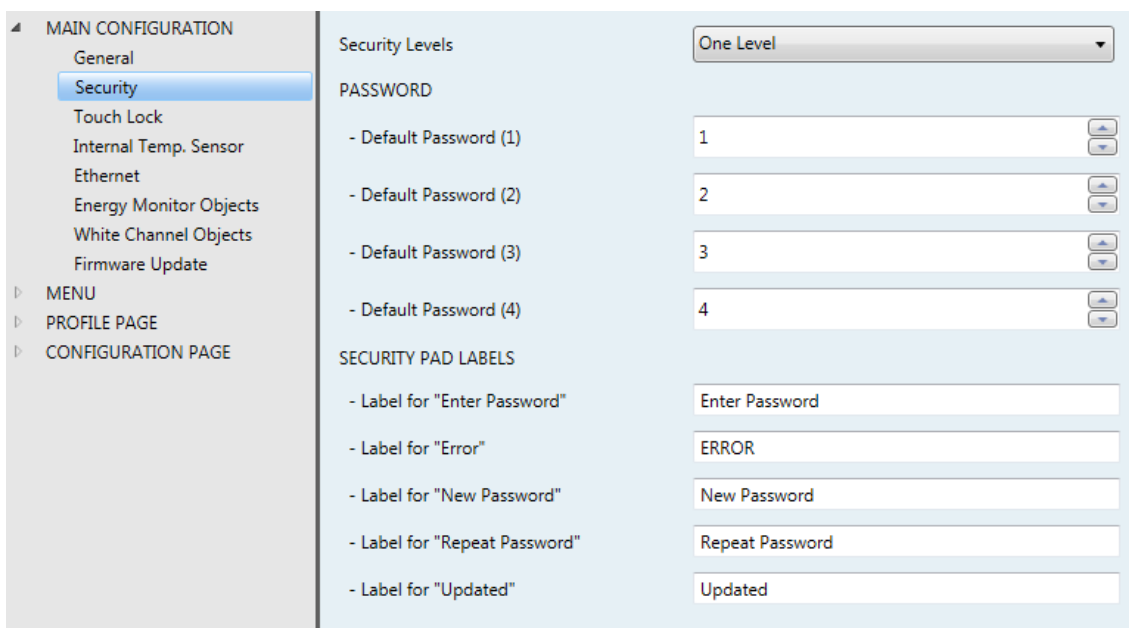 MAIN CONFIGURATION
General
Security
Touch Lock
Internal Temp. Sensor
Ethernet
Energy Monitor Objects
White Channel Objects
Firmware Update
MENU
PROFILE PAGE
CONFIGURATION PAGE
Security Levels One Level
PASSWORD
- Default Password (1) 1
- Default Password (2) 2
- Default Password (3) 3
- Default Password (4) 4
SECURITY PAD LABELS
- Label for "Enter Password" Enter Password
- Label for "Error" ERROR
- Label for "New Password" New Password
- Label for "Repeat Password" Repeat Password
- Label for "Updated" Updated